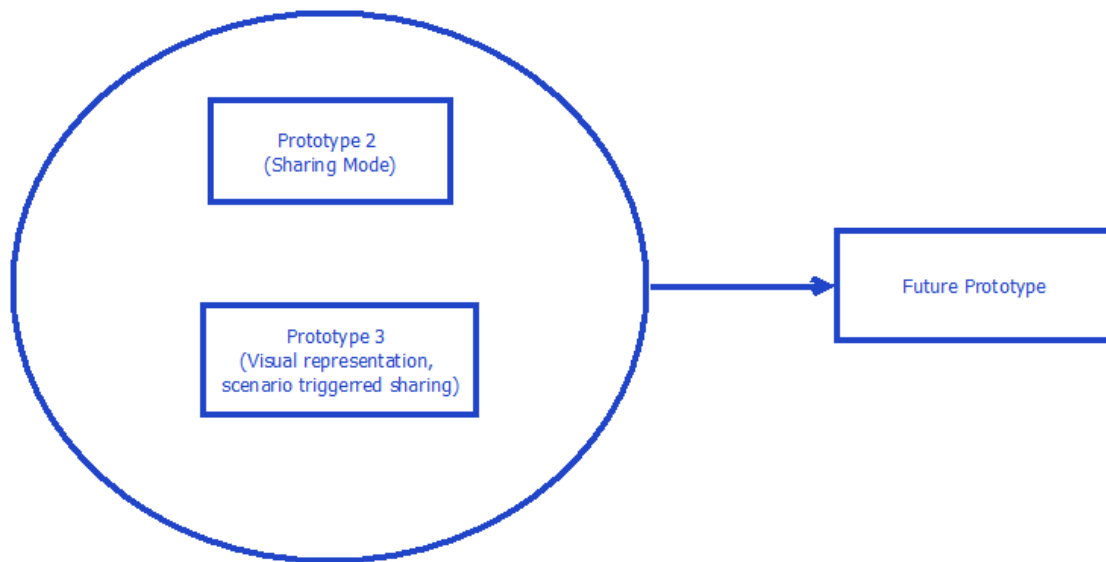 Prototype 2
(Sharing Mode)
Future Prototype
Prototype 3
(Visual representation,
scenario triggerred sharing)